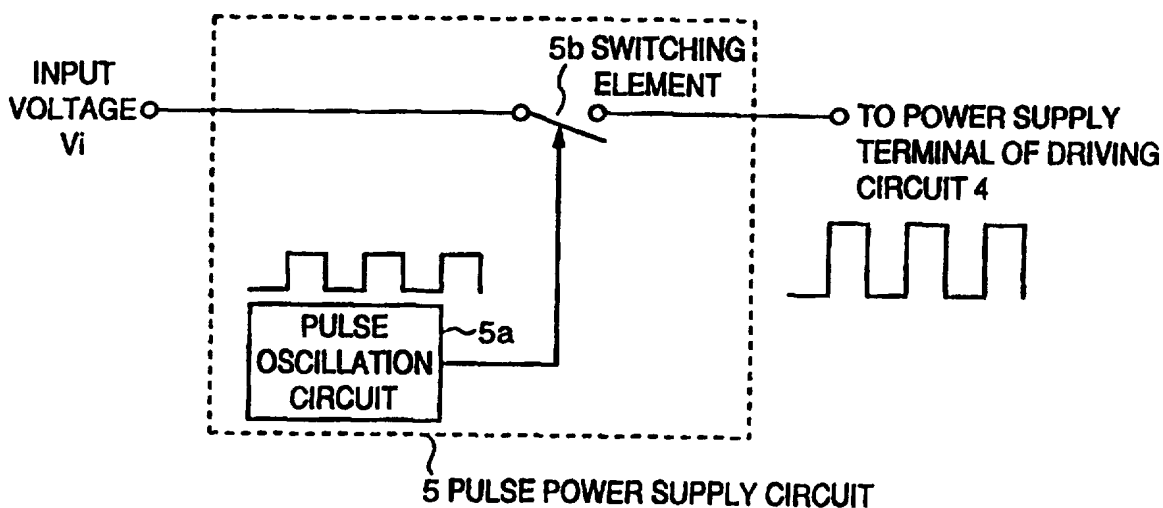 INPUT
VOLTAGE
Vi
5b SWITCHING
ELEMENT
TO POWER SUPPLY
TERMINAL OF DRIVING
CIRCUIT 4
PULSE
OSCILLATION
CIRCUIT
5a
5 PULSE POWER SUPPLY CIRCUIT